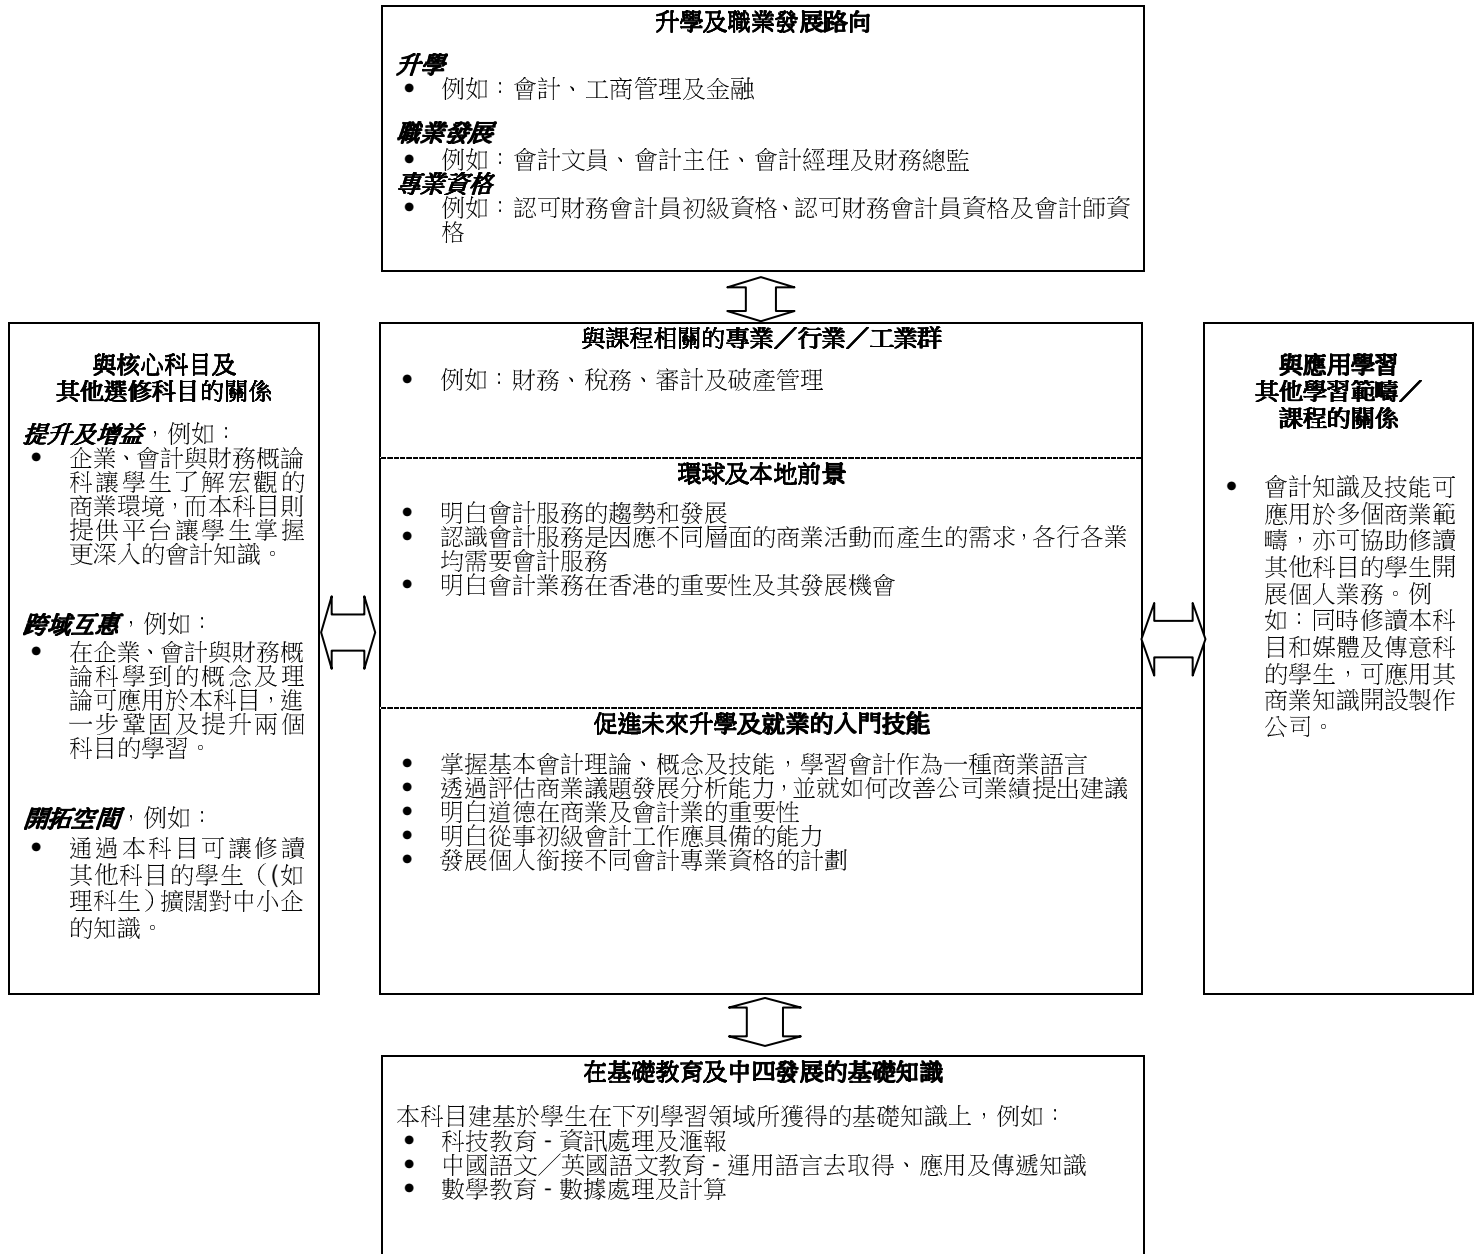 升學及職業發展路向
升學
• 例如：會計、工商管理及金融
職業發展
• 例如：會計文員、會計主任、會計經理及財務總監
專業資格
• 例如：認可財務會計員初級資格、認可財務會計員資格及會計師資
格
與核心科目及
其他選修科目的關係
提升及增益，例如：
• 企業、會計與財務概論
科讓學生了解宏觀的
商業環境，而本科目則
提供平台讓學生掌握
更深入的會計知識。
跨域互惠，例如：
• 在企業、會計與財務概
論科學到的概念及理
論可應用於本科目，進
一步鞏固及提升兩個
科目的學習。
開拓空間，例如：
• 通過本科目可讓修讀
其他科目的學生（(如
理科生）擴闊對中小企
的知識。
與課程相關的專業／行業／工業群
• 例如：財務、稅務、審計及破產管理
環球及本地前景
• 明白會計服務的趨勢和發展
• 認識會計服務是因應不同層面的商業活動而產生的需求，各行各業
均需要會計服務
• 明白會計業務在香港的重要性及其發展機會
促進未來升學及就業的入門技能
• 掌握基本會計理論、概念及技能，學習會計作為一種商業語言
• 透過評估商業議題發展分析能力，並就如何改善公司業績提出建議
• 明白道德在商業及會計業的重要性
• 明白從事初級會計工作應具備的能力
• 發展個人銜接不同會計專業資格的計劃
與應用學習
其他學習範疇／
課程的關係
• 會計知識及技能可
應用於多個商業範
疇，亦可協助修讀
其他科目的學生開
展個人業務。例
如：同時修讀本科
目和媒體及傳意科
的學生，可應用其
商業知識開設製作
公司。
在基礎教育及中四發展的基礎知識
本科目建基於學生在下列學習領域所獲得的基礎知識上，例如：
• 科技教育 - 資訊處理及滙報
• 中國語文／英國語文教育 - 運用語言去取得、應用及傳遞知識
• 數學教育 - 數據處理及計算